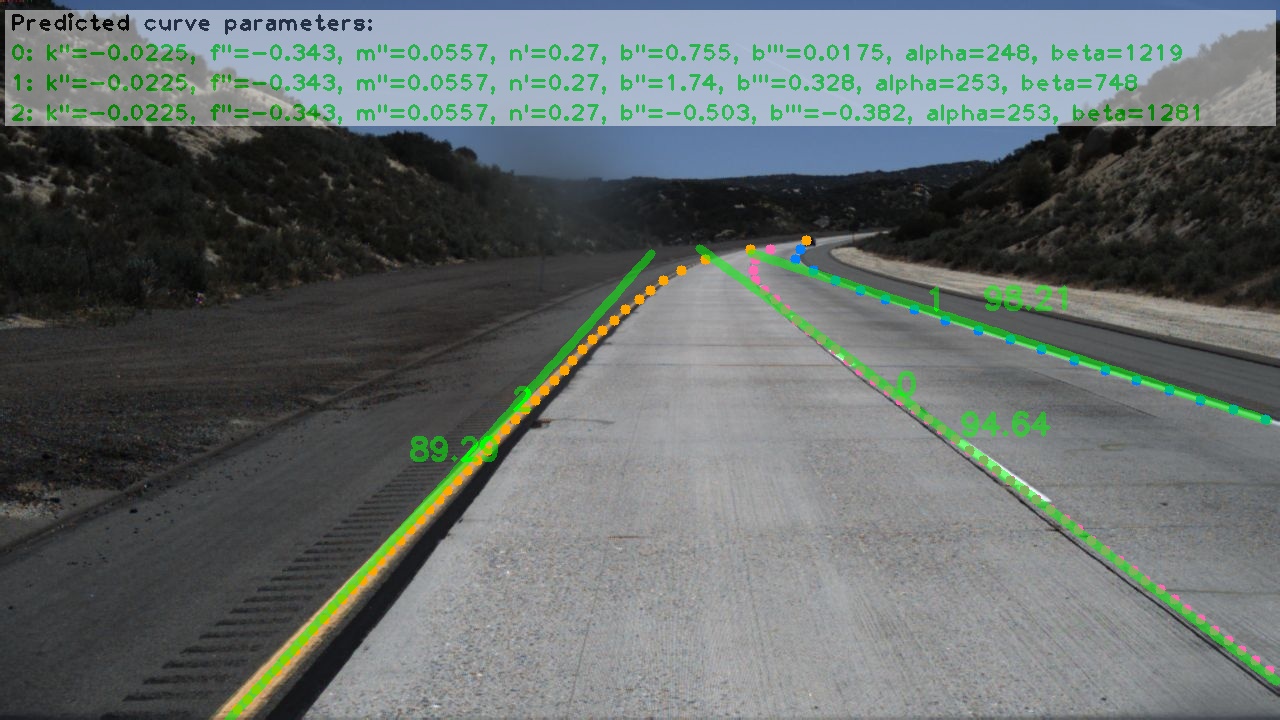 Predicted curve parameters:
0: k''=-0.0225, f''=-0.343, m''=0.0557, n'=0.27, b''=0.755, b'''=0.0175, alpha=248, beta=1219
1: k''=-0.0225, f''=-0.343, m''=0.0557, n'=0.27, b''=1.74, b'''=0.328, alpha=253, beta=748
2: k''=-0.0225, f''=-0.343, m''=0.0557, n'=0.27, b''=-0.503, b'''=-0.382, alpha=253, beta=1281
1 98.21
0
94.64
2
89.29